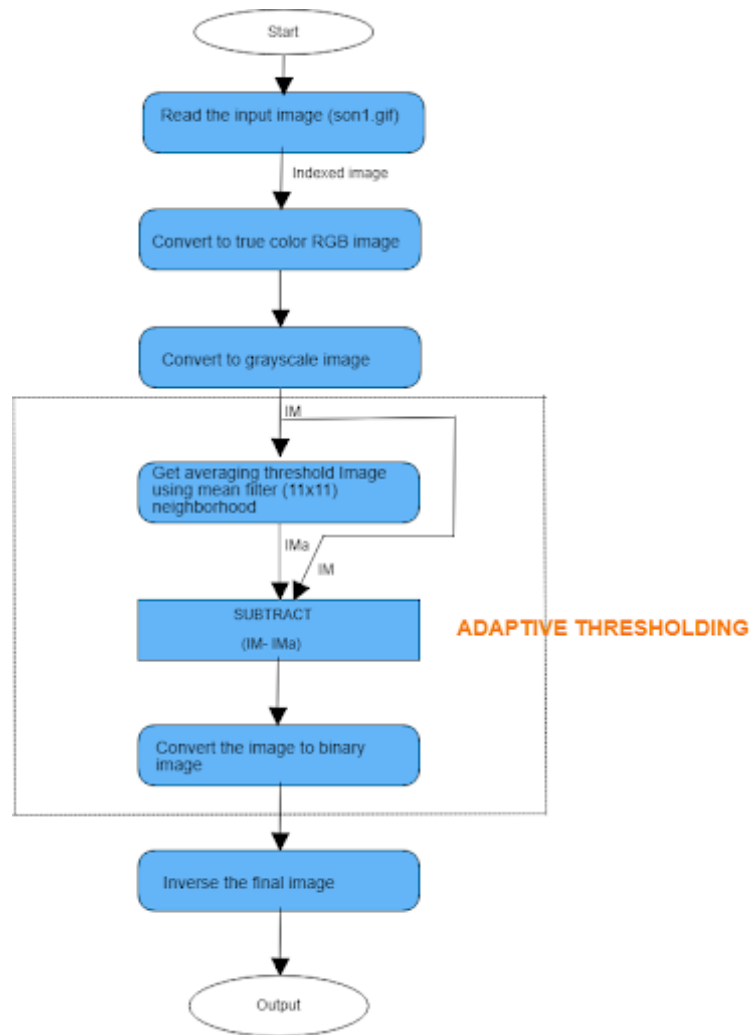 Start
Read the input image (son1.gif)
Indexed image
Convert to true color RGB image
Convert to grayscale image
IM
Get averaging threshold Image
using mean filter (11x11)
neighborhood
IMa
IM
SUBTRACT
(IM- IMa)
ADAPTIVE THRESHOLDING
Convert the image to binary
image
Inverse the final image
Output